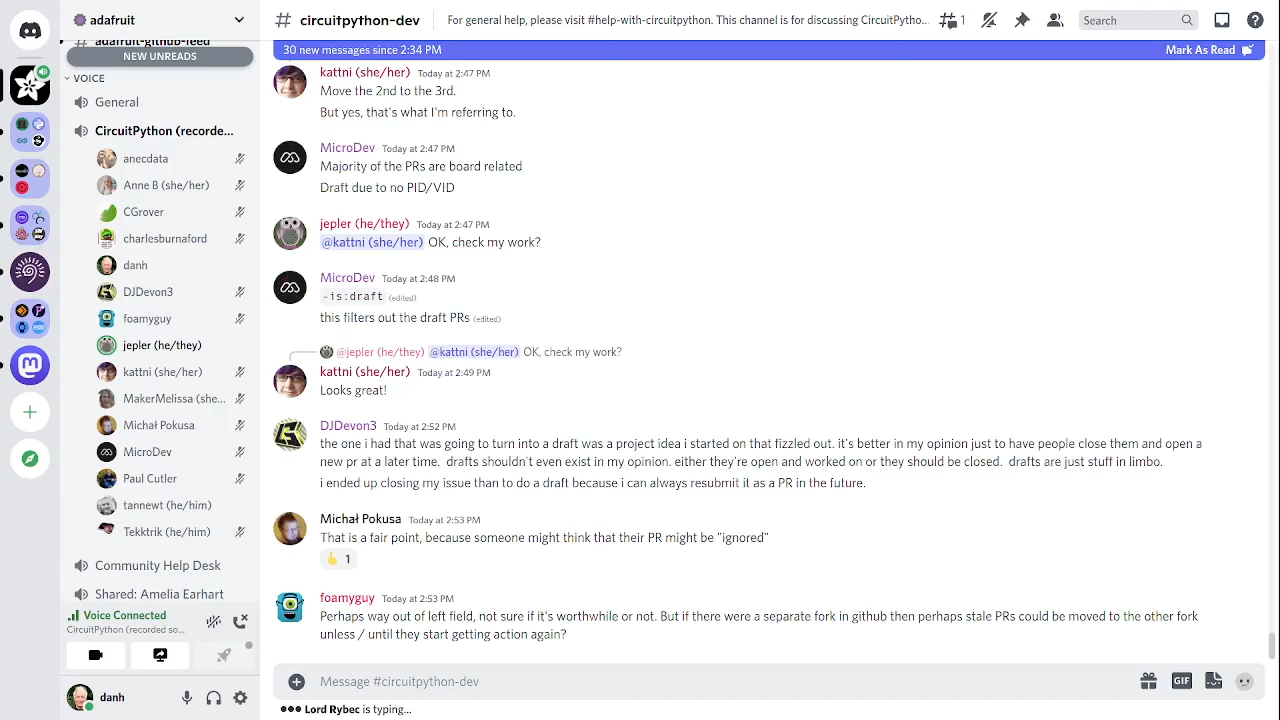 adafruit
circuitpython-dev
For general help, please visit #help-with-circuitpython. This channel is for discussing CircuitPytho...
1
Search
adafruit-github-feed
NEW UNREADS
VOICE
General
CircuitPython (recorde...
anecdata
Anne B (she/her)
CGrover
charlesburnaford
danh
DJDevon3
foamyguy
jepler (he/they)
kattni (she/her)
MakerMelissa (she...
Michał Pokusa
MicroDev
Paul Cutler
tannewt (he/him)
Tekktrik (he/him)
Community Help Desk
Shared: Amelia Earhart
Voice Connected
CircuitPython (recorded so...
danh
30 new messages since 2:34 PM
Mark As Read
kattni (she/her) Today at 2:47 PM
Move the 2nd to the 3rd.
But yes, that's what I'm referring to.
MicroDev Today at 2:47 PM
Majority of the PRs are board related
Draft due to no PID/VID
jepler (he/they) Today at 2:47 PM
@kattni (she/her) OK, check my work?
MicroDev Today at 2:48 PM
-is:draft (edited)
this filters out the draft PRs (edited)
@jepler (he/they) @kattni (she/her) OK, check my work?
kattni (she/her) Today at 2:49 PM
Looks great!
DJDevon3 Today at 2:52 PM
the one i had that was going to turn into a draft was a project idea i started on that fizzled out. it's better in my opinion just to have people close them and open a
new pr at a later time. drafts shouldn't even exist in my opinion. either they're open and worked on or they should be closed. drafts are just stuff in limbo.
i ended up closing my issue than to do a draft because i can always resubmit it as a PR in the future.
Michał Pokusa Today at 2:53 PM
That is a fair point, because someone might think that their PR might be "ignored"
1
foamyguy Today at 2:53 PM
Perhaps way out of left field, not sure if it's worthwhile or not. But if there were a separate fork in github then perhaps stale PRs could be moved to the other fork
unless / until they start getting action again?
Message #circuitpython-dev
GIF
Lord Rybec is typing...